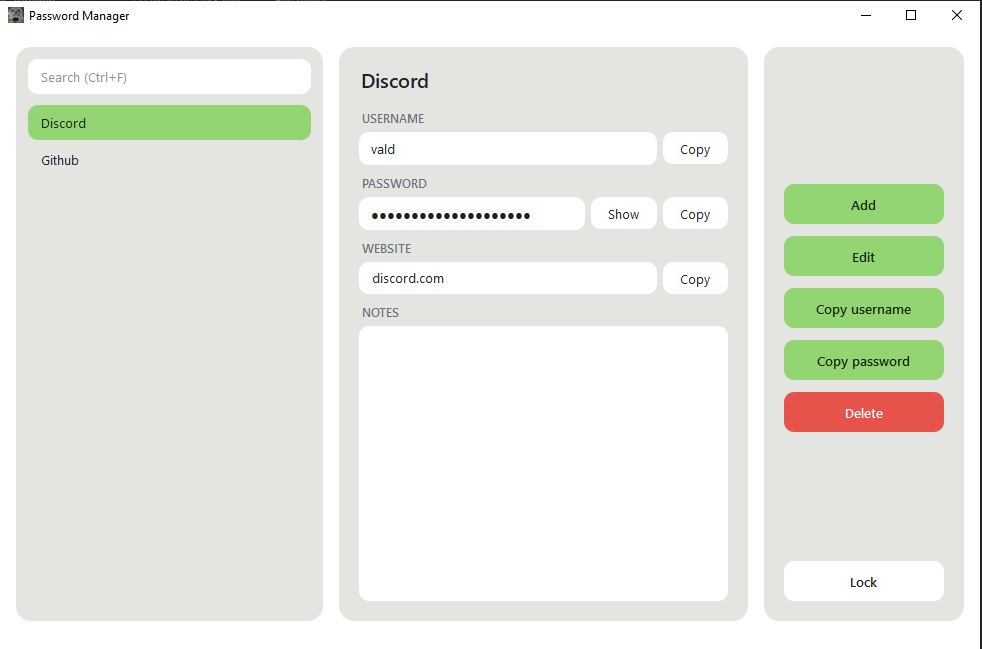 Password Manager
Search (Ctrl+F)
Discord
Github
Discord
USERNAME
vald
Copy
PASSWORD
●●●●●●●●●●●●●●●●●●●●
Show
Copy
WEBSITE
discord.com
Copy
NOTES
Add
Edit
Copy username
Copy password
Delete
Lock